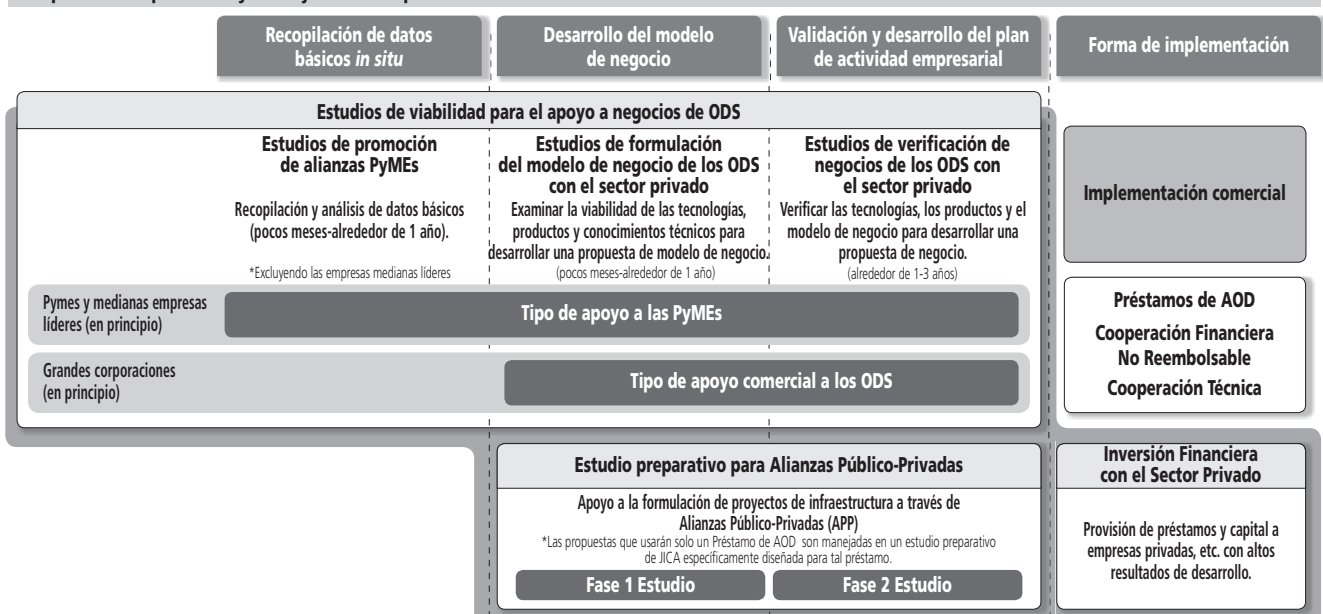 Recopilación de datos
básicos in situ
Desarrollo del modelo
de negocio
Validación y desarrollo del plan
de actividad empresarial
Forma de implementación
Estudios de viabilidad para el apoyo a negocios de ODS
Estudios de promoción
de alianzas PyMEs
Recopilación y análisis de datos básicos
(pocos meses-alrededor de 1 año).
*Excluyendo las empresas medianas líderes
Estudios de formulación
del modelo de negocio de los ODS
con el sector privado
Examinar la viabilidad de las tecnologías,
productos y conocimientos técnicos para
desarrollar una propuesta de modelo de negocio.
(pocos meses-alrededor de 1 año)
Estudios de verificación de
negocios de los ODS con
el sector privado
Verificar las tecnologías, los productos y el
modelo de negocio para desarrollar una
propuesta de negocio.
(alrededor de 1-3 años)
Implementación comercial
Pymes y medianas empresas
líderes (en principio)
Tipo de apoyo a las PyMEs
Grandes corporaciones
(en principio)
Tipo de apoyo comercial a los ODS
Préstamos de AOD
Cooperación Financiera
No Reembolsable
Cooperación Técnica
Estudio preparativo para Alianzas Público-Privadas
Apoyo a la formulación de proyectos de infraestructura a través de
Alianzas Público-Privadas (APP)
*Las propuestas que usarán solo un Préstamo de AOD son manejadas en un estudio preparativo
de JICA específicamente diseñada para tal préstamo.
Fase 1 Estudio
Fase 2 Estudio
Inversión Financiera
con el Sector Privado
Provisión de préstamos y capital a
empresas privadas, etc. con altos
resultados de desarrollo.